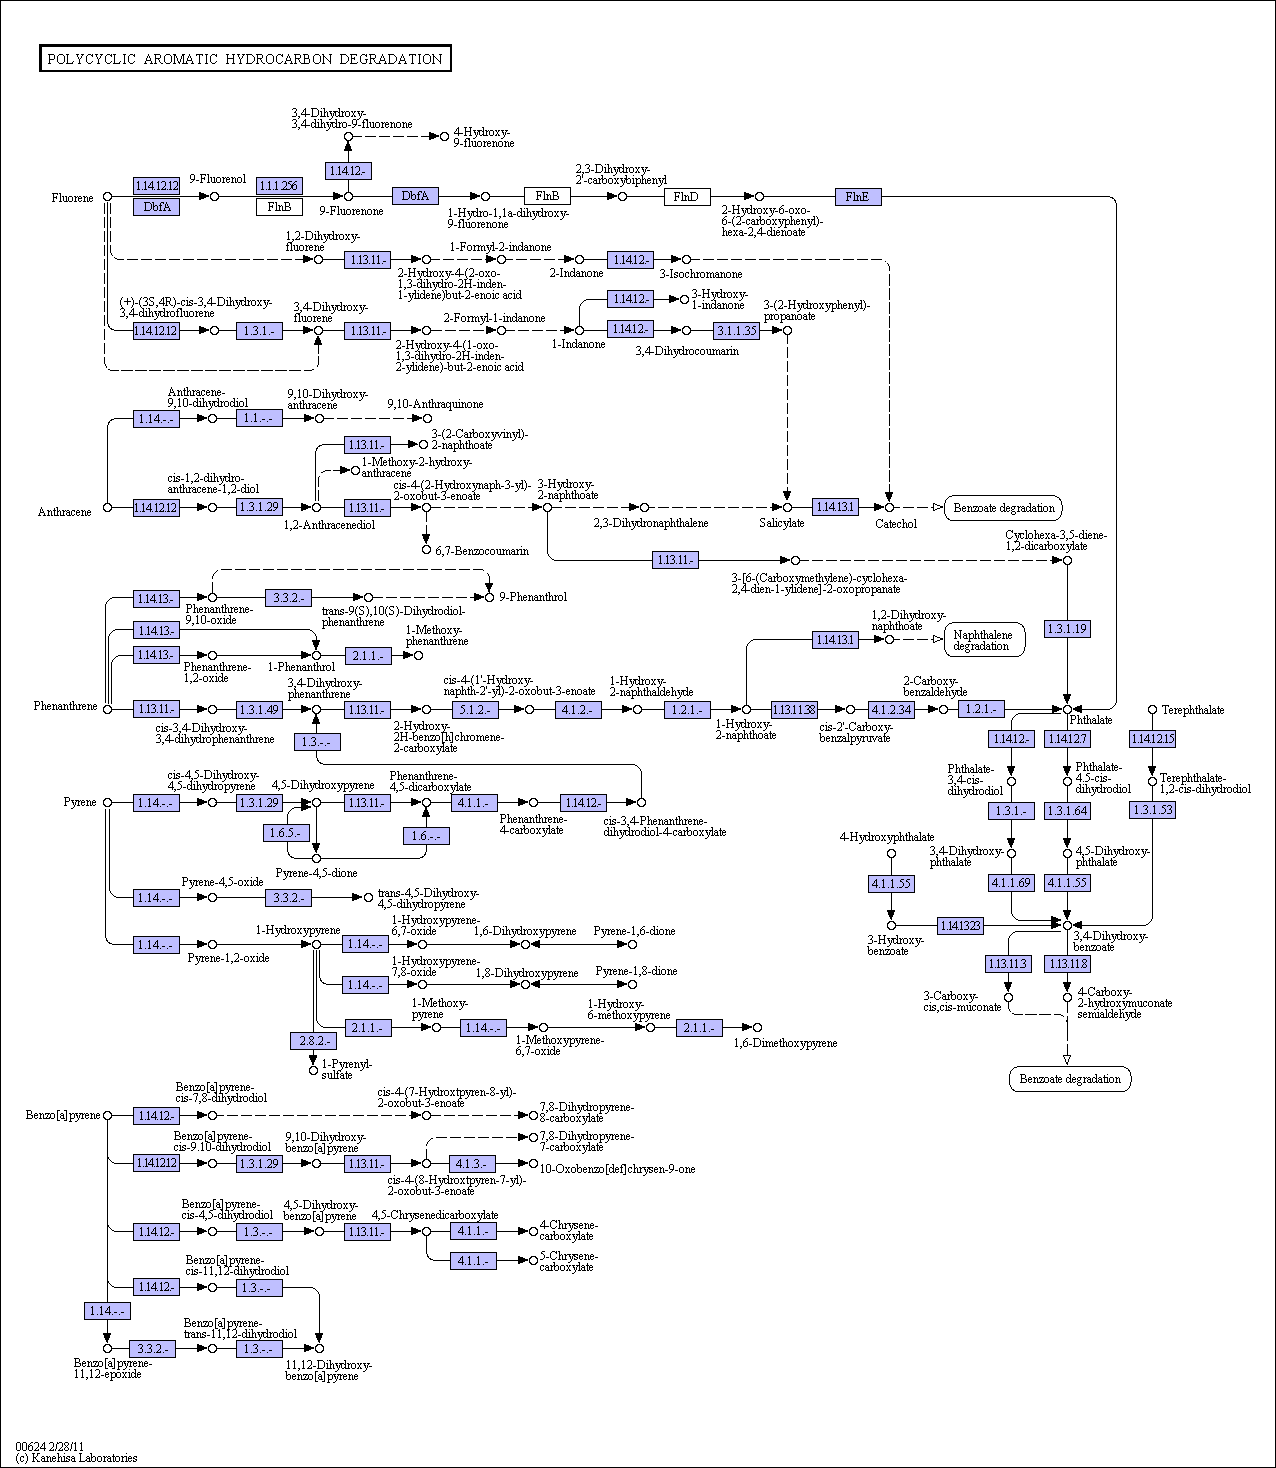 POLYCYCLIC AROMATIC HYDROCARBON DEGRADATION
3,4-Dihydroxy-
3,4-dihydro-9-fluorenone
4-Hydroxy-
9-fluorenone
1.14.12.-
Fluorene
1.14.12.12
DbfA
9-Fluorenol
1.1.1.256
FlnB
9-Fluorenone
DbfA
1-Hydro-1,1a-dihydroxy-
9-fluorenone
FlnB
2,3-Dihydroxy-
2'-carboxybiphenyl
FlnD
2-Hydroxy-6-oxo-
6-(2-carboxyphenyl)-
hexa-2,4-dienoate
FlnE
1,2-Dihydroxy-
fluorene
1.13.11.-
2-Hydroxy-4-(2-oxo-
1,3-dihydro-2H-inden-
1-ylidene)but-2-enoic acid
1-Formyl-2-indanone
2-Indanone
1.14.12.-
3-Isochromanone
(+)-(3S,4R)-cis-3,4-Dihydroxy-
3,4-dihydrofluorene
1.14.12.12
1.3.1.-
3,4-Dihydroxy-
fluorene
1.13.11.-
2-Hydroxy-4-(1-oxo-
1,3-dihydro-2H-inden-
2-ylidene)-but-2-enoic acid
2-Formyl-1-indanone
1-Indanone
1.14.12.-
3-Hydroxy-
1-indanone
1.14.12.-
3,4-Dihydrocoumarin
3.1.1.35
3-(2-Hydroxyphenyl)-
propanoate
Anthracene-
9,10-dihydrodiol
1.14.-.-
1.1.-.-
9,10-Dihydroxy-
anthracene
9,10-Anthraquinone
1.13.11.-
3-(2-Carboxyvinyl)-
2-naphthoate
1-Methoxy-2-hydroxy-
anthracene
Anthracene
1.14.12.12
cis-1,2-dihydro-
anthracene-1,2-diol
1.3.1.29
1,2-Anthracenediol
1.13.11.-
cis-4-(2-Hydroxynaph-3-yl)-
2-oxobut-3-enoate
6,7-Benzocoumarin
3-Hydroxy-
2-naphthoate
2,3-Dihydronaphthalene
Salicylate
1.14.13.1
Catechol
Benzoate degradation
1.13.11.-
3-[6-(Carboxymethylene)-cyclohexa-
2,4-dien-1-ylidene]-2-oxopropanate
Cyclohexa-3,5-diene-
1,2-dicarboxylate
1.3.1.19
1.14.13.-
Phenanthrene-
9,10-oxide
3.3.2.-
trans-9(S),10(S)-Dihydrodiol-
phenanthrene
9-Phenanthrol
1.14.13.-
1.14.13.-
Phenanthrene-
1,2-oxide
1-Phenanthrol
2.1.1.-
1-Methoxy-
phenanthrene
1.14.13.1
1,2-Dihydroxy-
naphthoate
Naphthalene
degradation
Phenanthrene
1.13.11.-
cis-3,4-Dihydroxy-
3,4-dihydrophenanthrene
1.3.1.49
3,4-Dihydroxy-
phenanthrene
1.13.11.-
2-Hydroxy-
2H-benzo[h]chromene-
2-carboxylate
5.1.2.-
cis-4-(1'-Hydroxy-
naphth-2'-yl)-2-oxobut-3-enoate
4.1.2.-
1-Hydroxy-
2-naphthaldehyde
1.2.1.-
1-Hydroxy-
2-naphthoate
1.13.11.38
cis-2'-Carboxy-
benzalpyruvate
4.1.2.34
2-Carboxy-
benzaldehyde
1.2.1.-
Phthalate
Terephthalate
1.3.-.-
1.14.12.-
1.14.12.7
1.14.12.15
Phthalate-
3,4-cis-
dihydrodiol
Phthalate-
4,5-cis-
dihydrodiol
Terephthalate-
1,2-cis-dihydrodiol
1.3.1.-
1.3.1.64
1.3.1.53
Pyrene
1.14.-.-
cis-4,5-Dihydroxy-
4,5-dihydropyrene
1.3.1.29
4,5-Dihydroxypyrene
1.13.11.-
Phenanthrene-
4,5-dicarboxylate
4.1.1.-
Phenanthrene-
4-carboxylate
1.14.12.-
cis-3,4-Phenanthrene-
dihydrodiol-4-carboxylate
1.6.5.-
1.6.-.-
Pyrene-4,5-dione
4-Hydroxyphthalate
3,4-Dihydroxy-
phthalate
4,5-Dihydroxy-
phthalate
4.1.1.55
4.1.1.69
4.1.1.55
1.14.-.-
Pyrene-4,5-oxide
3.3.2.-
trans-4,5-Dihydroxy-
4,5-dihydropyrene
3-Hydroxy-
benzoate
1.14.13.23
3,4-Dihydroxy-
benzoate
1.14.-.-
Pyrene-1,2-oxide
1-Hydroxypyrene
1.14.-.-
1-Hydroxypyrene-
6,7-oxide
1,6-Dihydroxypyrene
Pyrene-1,6-dione
1.14.-.-
1-Hydroxypyrene-
7,8-oxide
1,8-Dihydroxypyrene
Pyrene-1,8-dione
1.13.11.3
1.13.11.8
3-Carboxy-
cis,cis-muconate
4-Carboxy-
2-hydroxymuconate
semialdehyde
2.1.1.-
1-Methoxy-
pyrene
1.14.-.-
1-Methoxypyrene-
6,7-oxide
1-Hydroxy-
6-methoxypyrene
2.1.1.-
1,6-Dimethoxypyrene
2.8.2.-
1-Pyrenyl-
sulfate
Benzoate degradation
Benzo[a]pyrene
1.14.12.-
Benzo[a]pyrene-
cis-7,8-dihydrodiol
cis-4-(7-Hydroxtpyren-8-yl)-
2-oxobut-3-enoate
7,8-Dihydropyrene-
8-carboxylate
7,8-Dihydropyrene-
7-carboxylate
1.14.12.12
Benzo[a]pyrene-
cis-9.10-dihydrodiol
1.3.1.29
9,10-Dihydroxy-
benzo[a]pyrene
1.13.11.-
cis-4-(8-Hydroxtpyren-7-yl)-
2-oxobut-3-enoate
4.1.3.-
10-Oxobenzo[def]chrysen-9-one
1.14.12.-
Benzo[a]pyrene-
cis-4,5-dihydrodiol
1.3.-.-
4,5-Dihydroxy-
benzo[a]pyrene
1.13.11.-
4,5-Chrysenedicarboxylate
4.1.1.-
4-Chrysene-
carboxylate
4.1.1.-
5-Chrysene-
carboxylate
1.14.12.-
Benzo[a]pyrene-
cis-11,12-dihydrodiol
1.3.-.-
1.14.-.-
Benzo[a]pyrene-
11,12-epoxide
3.3.2.-
Benzo[a]pyrene-
trans-11,12-dihydrodiol
1.3.-.-
11,12-Dihydroxy-
benzo[a]pyrene
00624 2/28/11
(c) Kanehisa Laboratories